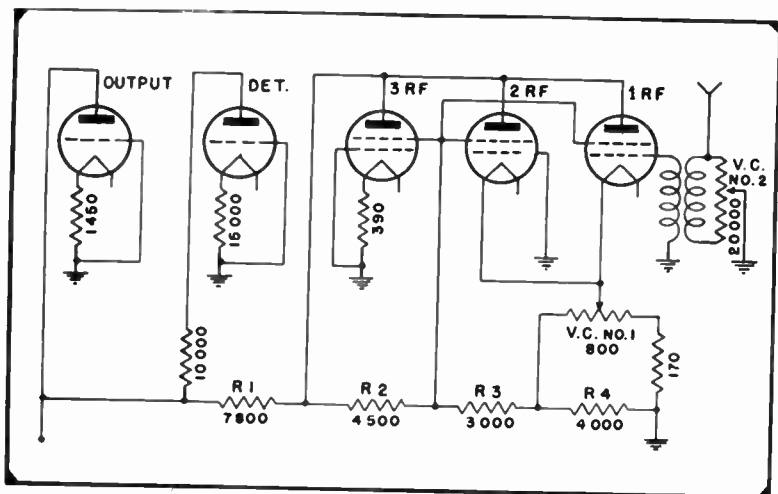 OUTPUT
DET.
3 RF
2 RF
1 RF
V.C.
NO.2
20000
1450
15000
390
10000
V.C. NO.1
800
170
R 1
7800
R 2
4500
R 3
3000
R 4
4000